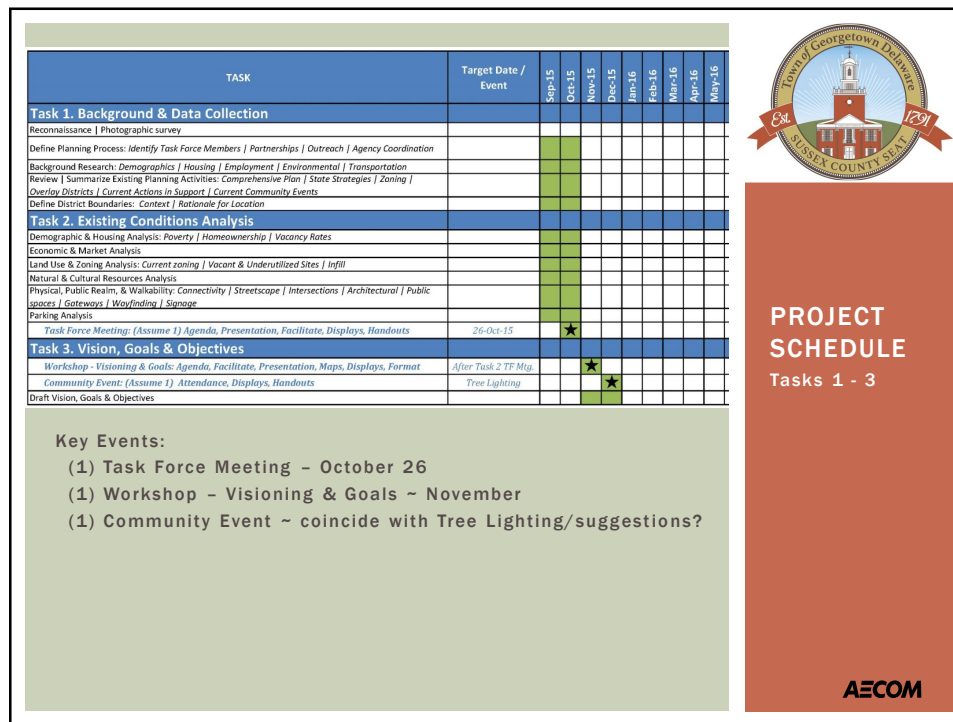 TASK
Target Date /
Event
Sep-15
Oct-15
Nov-15
Dec-15
Jan-16
Feb-16
Mar-16
Apr-16
May-16
Task 1. Background & Data Collection
Reconnaissance | Photographic survey
Define Planning Process: Identify Task Force Members | Partnerships | Outreach | Agency Coordination
Background Research: Demographics | Housing | Employment | Environmental | Transportation
Review | Summarize Existing Planning Activities: Comprehensive Plan | State Strategies | Zoning |
Overlay Districts | Current Actions in Support | Current Community Events
Define District Boundaries: Context | Rationale for Location
Task 2. Existing Conditions Analysis
Demographic & Housing Analysis: Poverty | Homeownership | Vacancy Rates
Economic & Market Analysis
Land Use & Zoning Analysis: Current zoning | Vacant & Underutilized Sites | Infill
Natural & Cultural Resources Analysis
Physical, Public Realm, & Walkability: Connectivity | Streetscape | Intersections | Architectural | Public
spaces | Gateways | Wayfinding | Signage
Parking Analysis
Task Force Meeting: (Assume 1) Agenda, Presentation, Facilitate, Displays, Handouts 26-Oct-15
Task 3. Vision, Goals & Objectives
Workshop - Visioning & Goals: Agenda, Facilitate, Presentation, Maps, Displays, Format After Task 2 TF Mtg.
Community Event: (Assume 1) Attendance, Displays, Handouts Tree Lighting
Draft Vision, Goals & Objectives
Key Events:
(1) Task Force Meeting – October 26
(1) Workshop – Visioning & Goals ~ November
(1) Community Event ~ coincide with Tree Lighting/suggestions?
Town of Georgetown Delaware
Est. 1791
SUSSEX COUNTY SEAT
PROJECT
SCHEDULE
Tasks 1 - 3
AECOM